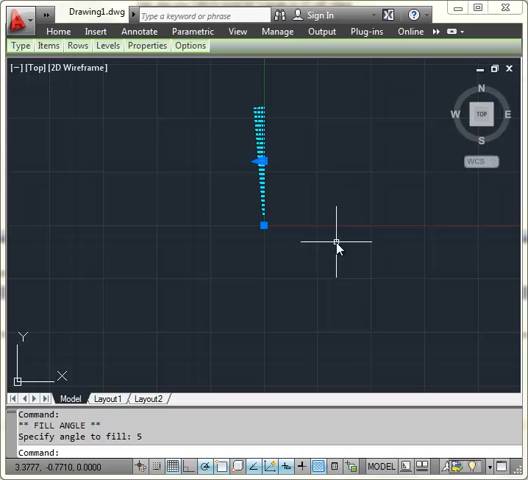 Drawing1.dwg
Type a keyword or phrase
Sign In
Home Insert Annotate Parametric View Manage Output Plug-ins Online
Type Items Rows Levels Properties Options
[−] [Top] [2D Wireframe]
N
W TOP E
S
WCS
Y
X
Model Layout1 Layout2
Command:
** FILL ANGLE **
Specify angle to fill: 5
Command:
3.3777, -0.7710, 0.0000
MODEL